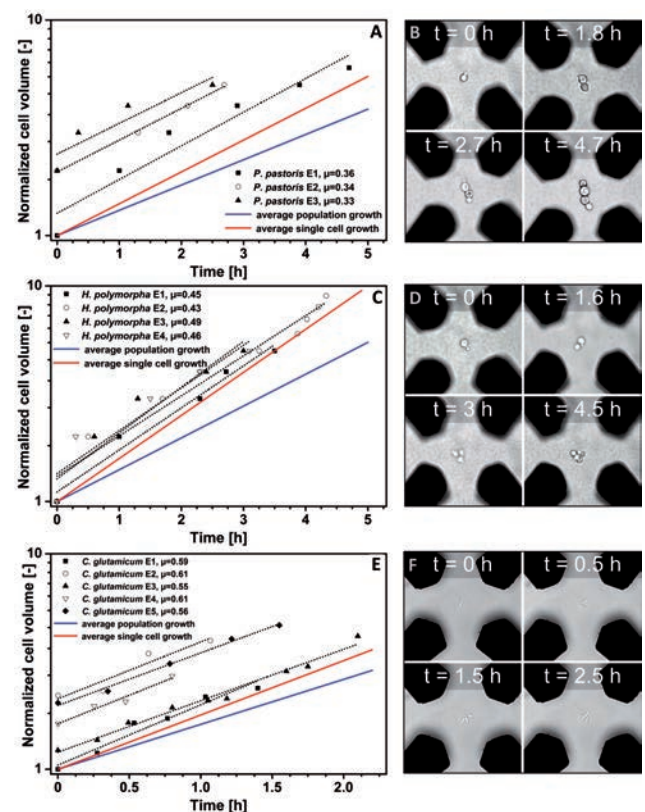 10
A
Normalized cell volume [-]
P. pastoris E1, μ=0.36
P. pastoris E2, μ=0.34
P. pastoris E3, μ=0.33
average population growth
average single cell growth
1
0 1 2 3 4 5
Time [h]
B
t = 0 h
t = 1.8 h
t = 2.7 h
t = 4.7 h
10
C
H. polymorpha E1, μ=0.45
H. polymorpha E2, μ=0.43
H. polymorpha E3, μ=0.49
H. polymorpha E4, μ=0.46
average population growth
average single cell growth
Normalized cell volume [-]
1
0 1 2 3 4 5
Time [h]
D
t = 0 h
t = 1.6 h
t = 3 h
t = 4.5 h
10
E
C. glutamicum E1, μ=0.59
C. glutamicum E2, μ=0.61
C. glutamicum E3, μ=0.55
C. glutamicum E4, μ=0.61
C. glutamicum E5, μ=0.56
average population growth
average single cell growth
Normalized cell volume [-]
1
0.0 0.5 1.0 1.5 2.0
Time [h]
F
t = 0 h
t = 0.5 h
t = 1.5 h
t = 2.5 h